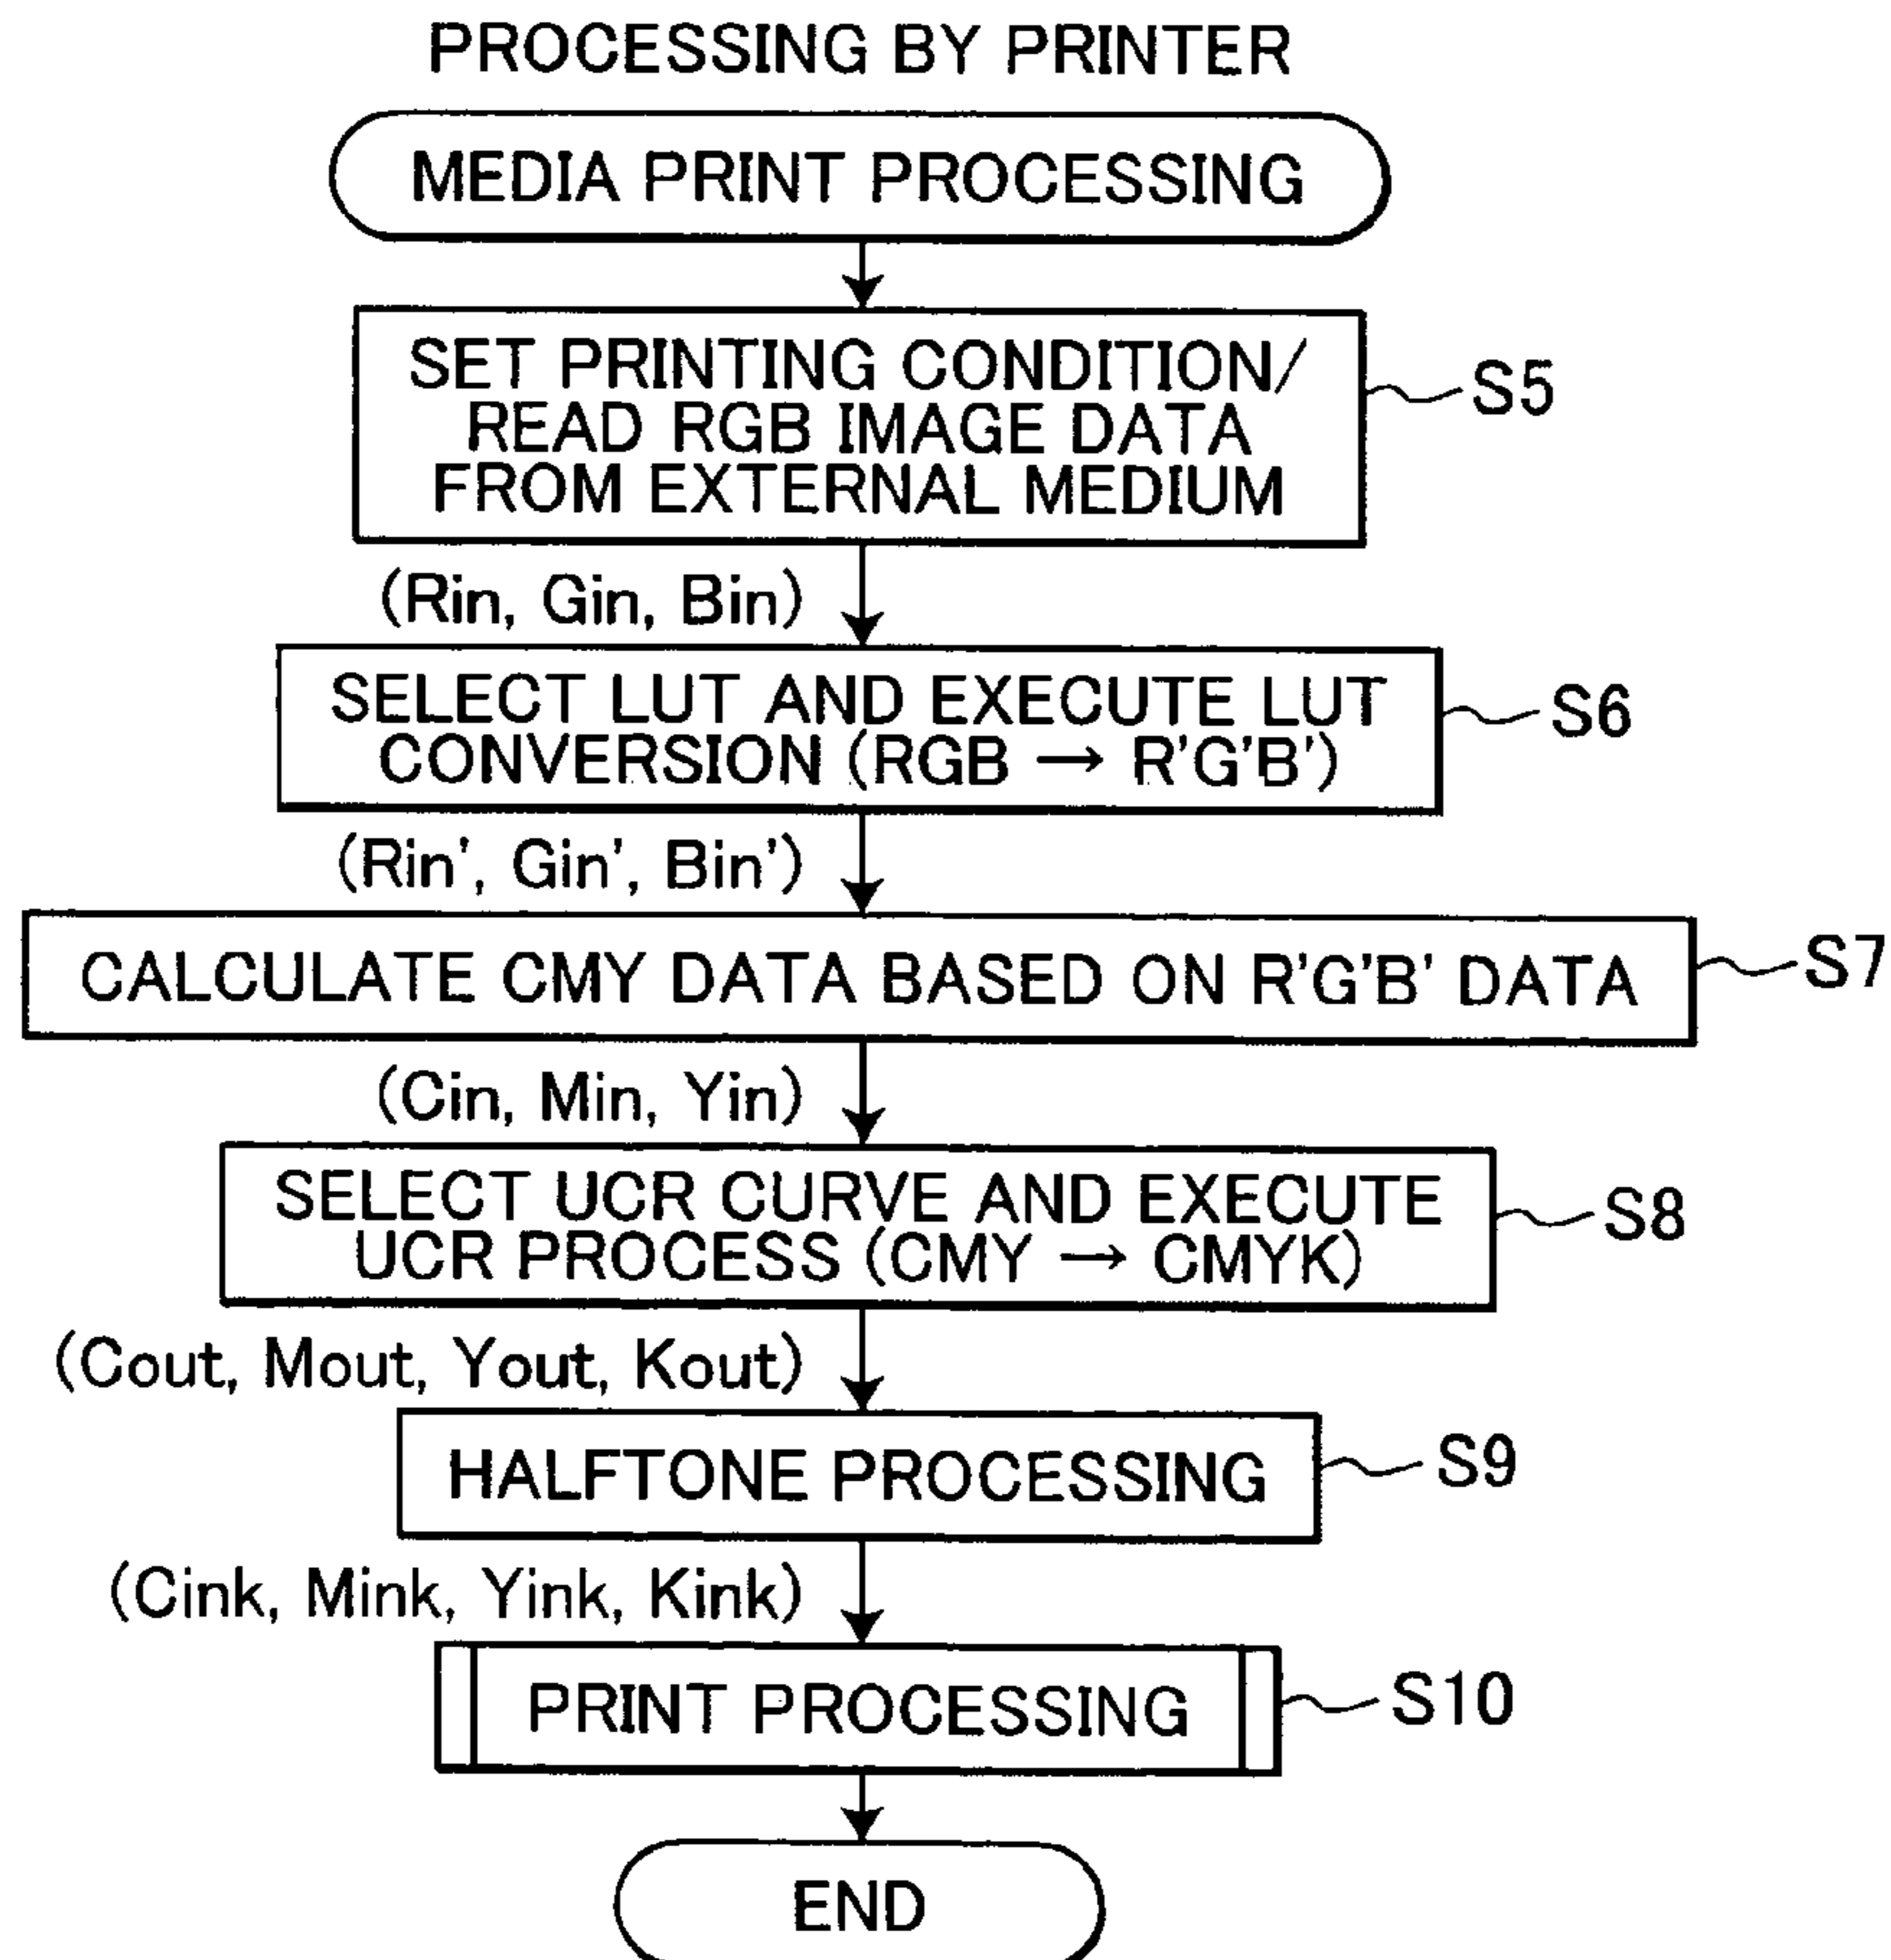 PROCESSING BY PRINTER
MEDIA PRINT PROCESSING
SET PRINTING CONDITION/
READ RGB IMAGE DATA
FROM EXTERNAL MEDIUM
S5
(Rin, Gin, Bin)
SELECT LUT AND EXECUTE LUT
CONVERSION (RGB → R'G'B')
S6
(Rin', Gin', Bin')
CALCULATE CMY DATA BASED ON R'G'B' DATA
S7
(Cin, Min, Yin)
SELECT UCR CURVE AND EXECUTE
UCR PROCESS (CMY → CMYK)
S8
(Cout, Mout, Yout, Kout)
HALFTONE PROCESSING
S9
(Cink, Mink, Yink, Kink)
PRINT PROCESSING
S10
END